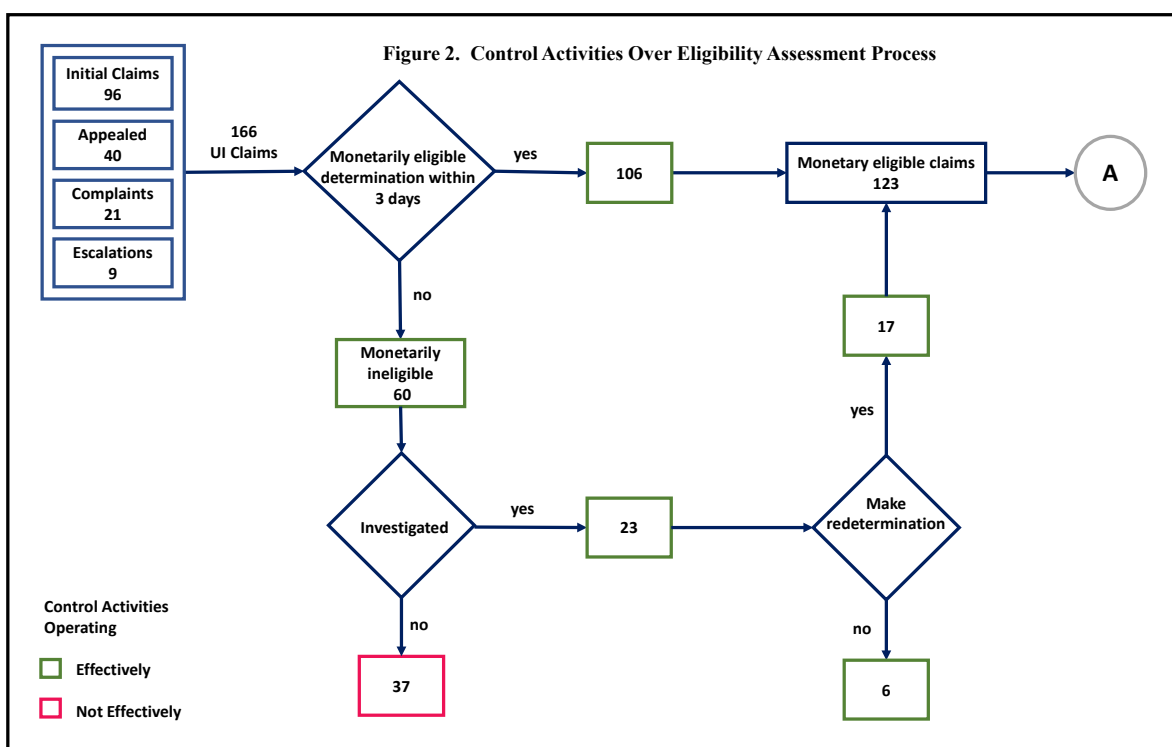 Figure 2. Control Activities Over Eligibility Assessment Process
Initial Claims
96
Appealed
40
Complaints
21
Escalations
9
166
UI Claims
Monetarily eligible
determination within
3 days
yes
106
Monetary eligible claims
123
A
no
Monetarily
ineligible
60
17
yes
Investigated
yes
23
Make
redetermination
no
37
no
6
Control Activities
Operating
Effectively
Not Effectively